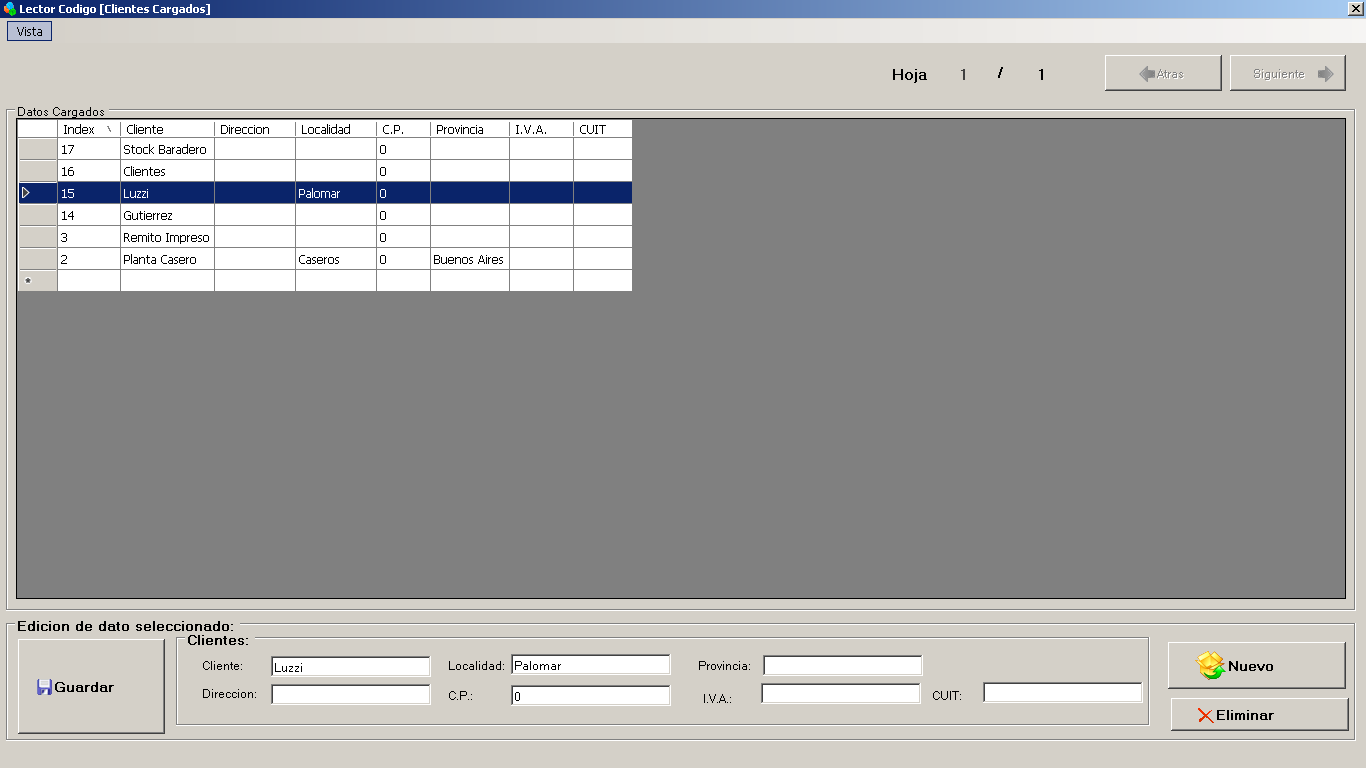 Lector Codigo [Clientes Cargados]
Vista
Hoja 1 / 1 Atras Siguiente
Datos Cargados
Index Cliente Direccion Localidad C.P. Provincia I.V.A. CUIT
17 Stock Baradero 0
16 Clientes 0
15 Luzzi Palomar 0
14 Gutierrez 0
3 Remito Impreso 0
2 Planta Casero Caseros 0 Buenos Aires
*
Edicion de dato seleccionado:
Clientes:
Guardar
Cliente: Luzzi Localidad: Palomar Provincia:
Direccion: C.P.: 0 I.V.A.: CUIT:
Nuevo
Eliminar